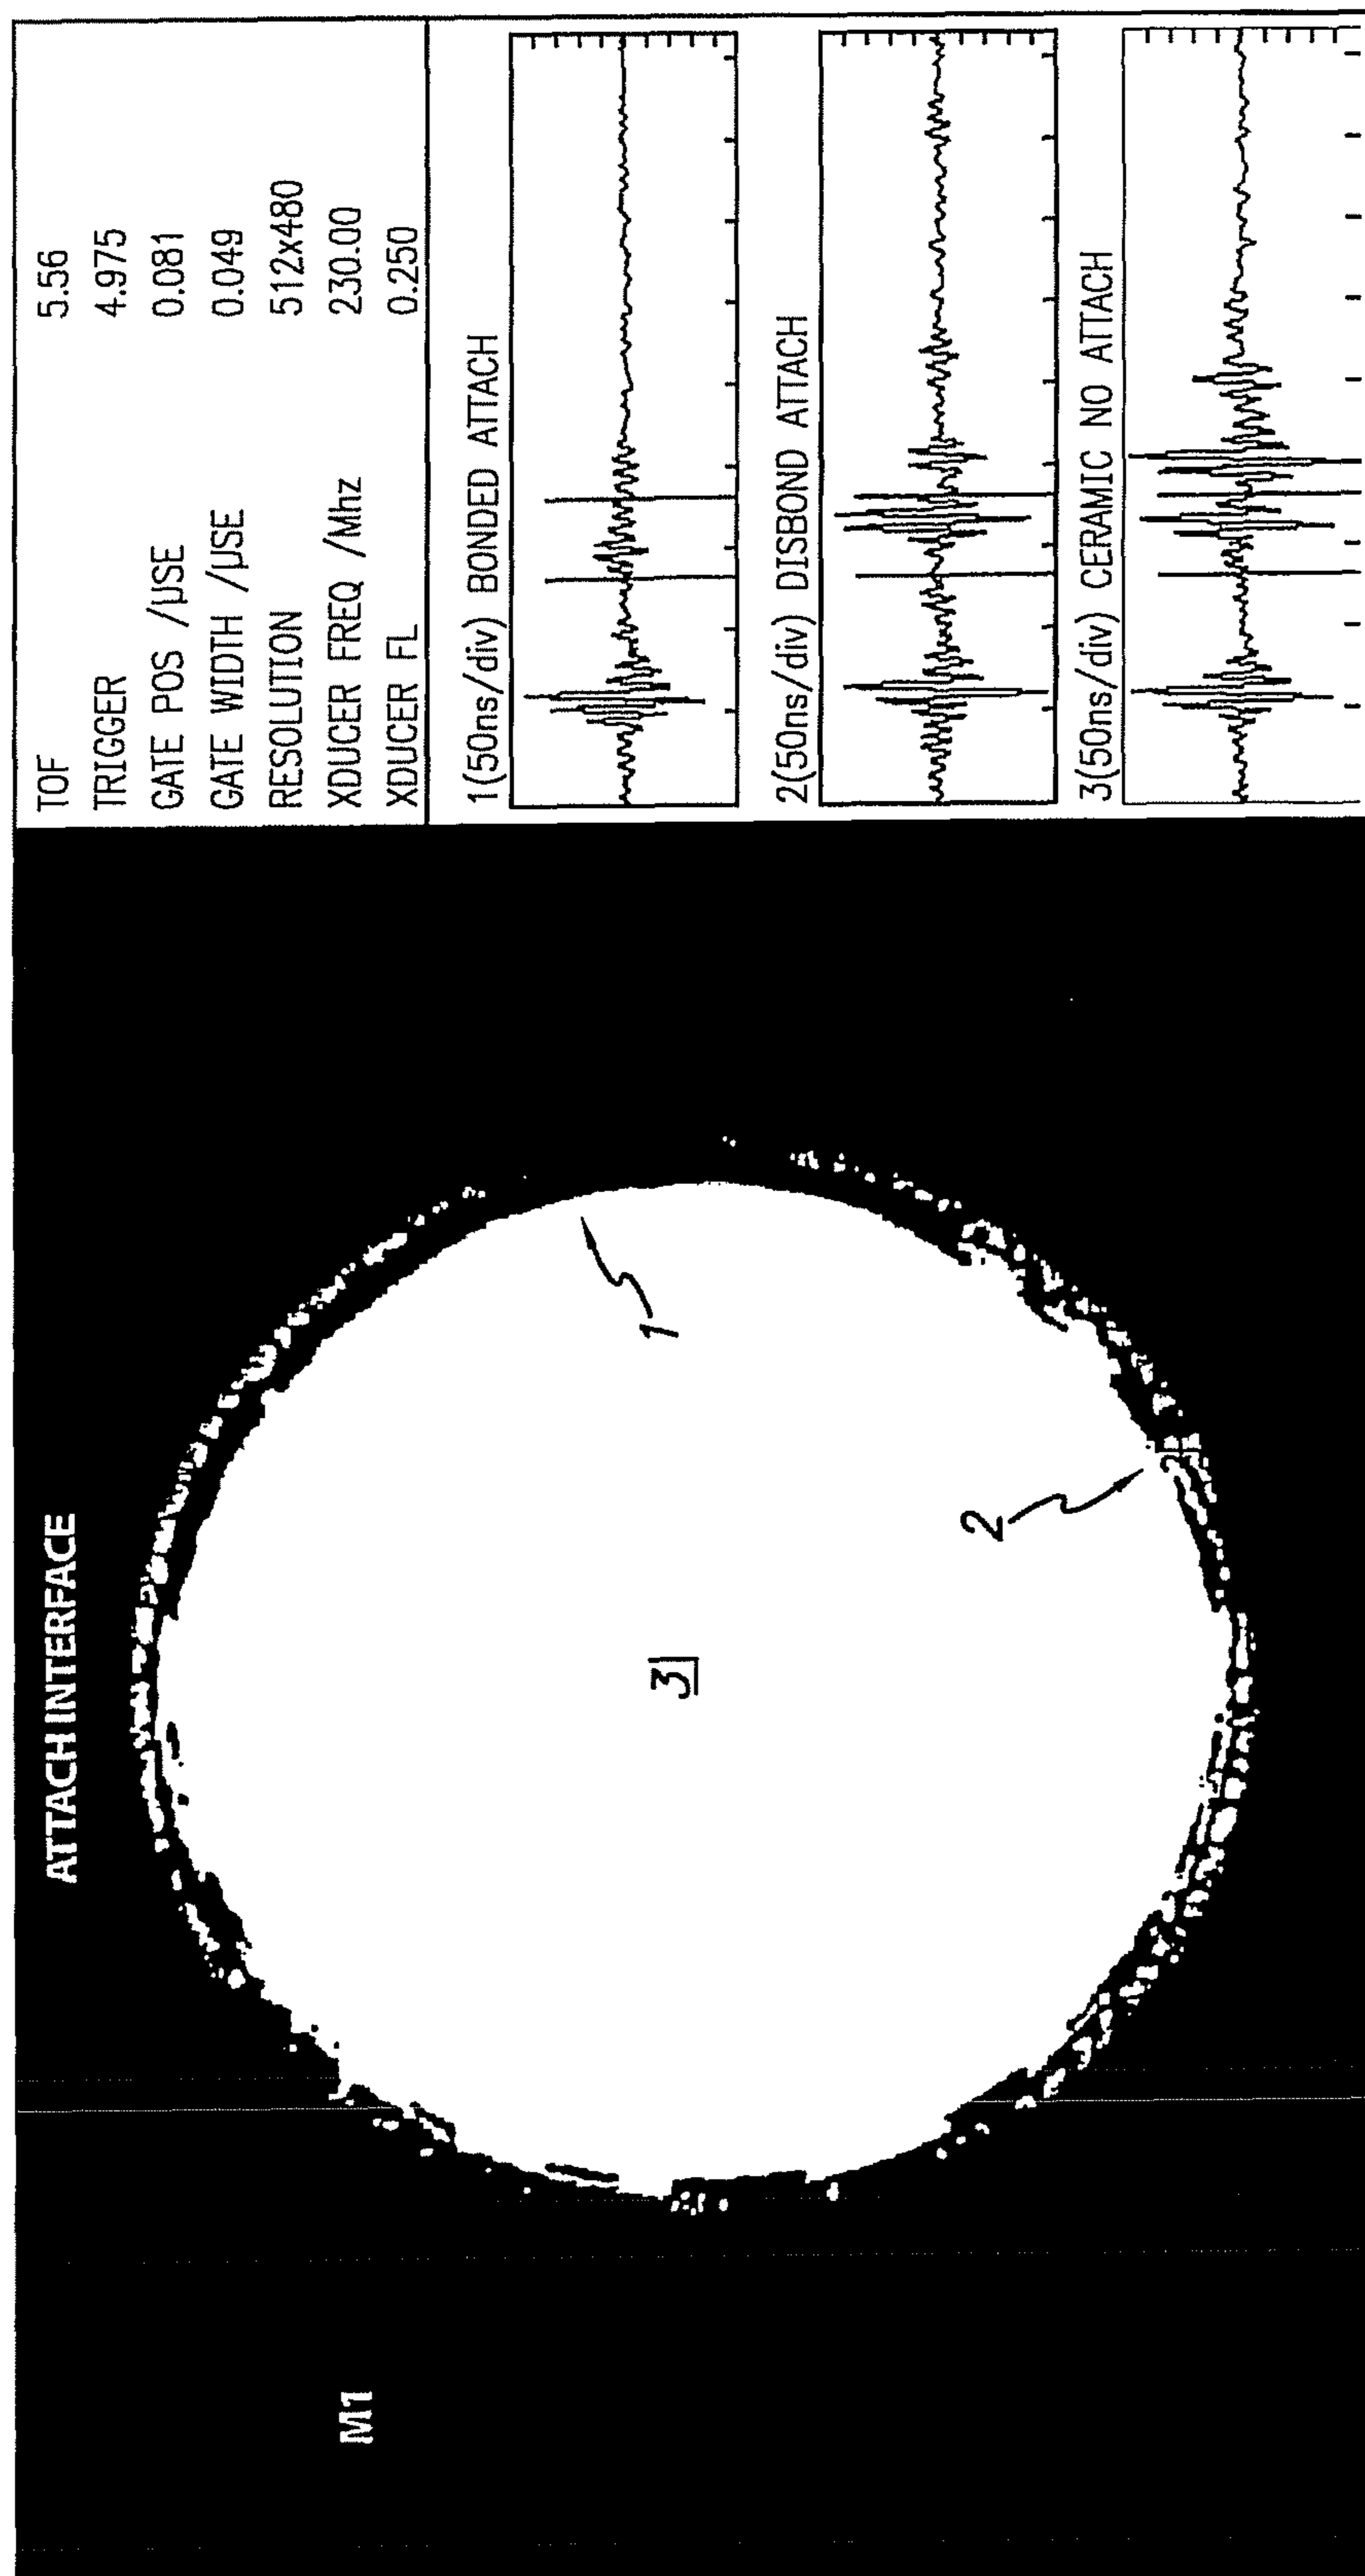 ATTACH INTERFACE
M1
1
2
3
TOF 5.56
TRIGGER 4.975
GATE POS /µSE 0.081
GATE WIDTH /µSE 0.049
RESOLUTION 512x480
XDUCER FREQ /Mhz 230.00
XDUCER FL 0.250
1(50ns/div) BONDED ATTACH
2(50ns/div) DISBOND ATTACH
3(50ns/div) CERAMIC NO ATTACH